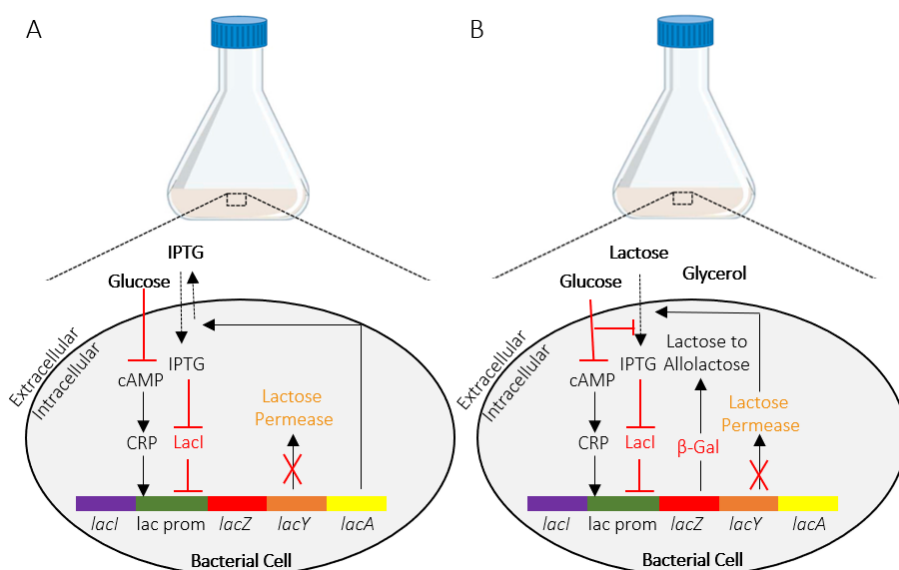 A
IPTG
Glucose
Extracellular
Intracellular
IPTG
cAMP
Lactose
Permease
CRP
LacI
lacI
lac prom
lacZ
lacY
lacA
Bacterial Cell
B
Lactose
Glucose
Glycerol
Extracellular
Intracellular
IPTG
Lactose to
Allolactose
cAMP
Lactose
Permease
CRP
LacI
β-Gal
lacI
lac prom
lacZ
lacY
lacA
Bacterial Cell